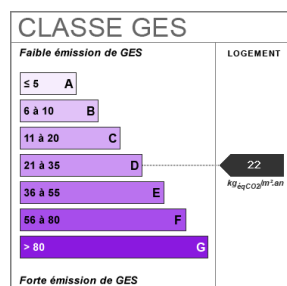 CLASSE GES
Faible émission de GES
LOGEMENT
≤ 5 A
6 à 10 B
11 à 20 C
21 à 35 D
22
kgéqCO2/m².an
36 à 55 E
56 à 80 F
> 80 G
Forte émission de GES